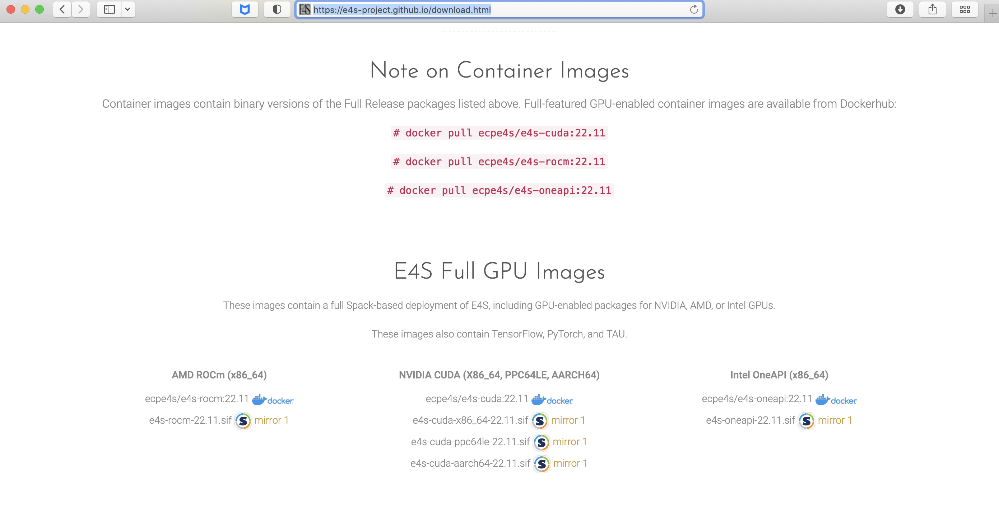 E4S https://e4s-project.github.io/download.html
Note on Container Images
Container images contain binary versions of the Full Release packages listed above. Full-featured GPU-enabled container images are available from Dockerhub:
# docker pull ecpe4s/e4s-cuda:22.11
# docker pull ecpe4s/e4s-rocm:22.11
# docker pull ecpe4s/e4s-oneapi:22.11
E4S Full GPU Images
These images contain a full Spack-based deployment of E4S, including GPU-enabled packages for NVIDIA, AMD, or Intel GPUs.
These images also contain TensorFlow, PyTorch, and TAU.
AMD ROCm (x86_64)
ecpe4s/e4s-rocm:22.11 docker
e4s-rocm-22.11.sif S mirror 1
NVIDIA CUDA (X86_64, PPC64LE, AARCH64)
ecpe4s/e4s-cuda:22.11 docker
e4s-cuda-x86_64-22.11.sif S mirror 1
e4s-cuda-ppc64le-22.11.sif S mirror 1
e4s-cuda-aarch64-22.11.sif S mirror 1
Intel OneAPI (x86_64)
ecpe4s/e4s-oneapi:22.11 docker
e4s-oneapi-22.11.sif S mirror 1